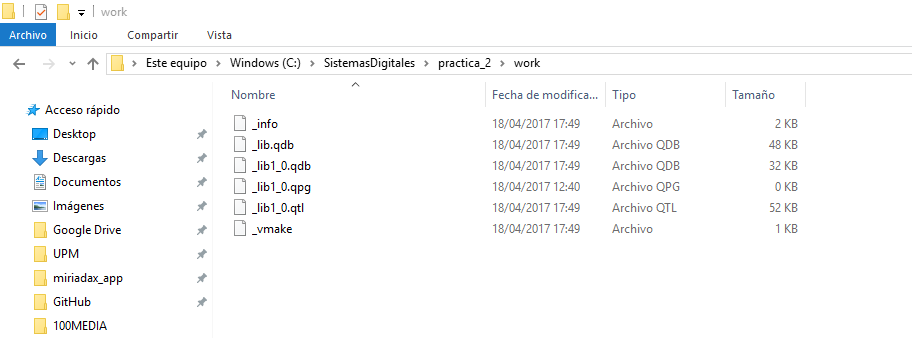 work
Archivo Inicio Compartir Vista
Este equipo Windows (C:) SistemasDigitales practica_2 work
Nombre Fecha de modifica... Tipo Tamaño
Acceso rápido
Desktop
Descargas
Documentos
Imágenes
Google Drive
UPM
miriadax_app
GitHub
100MEDIA
_info 18/04/2017 17:49 Archivo 2 KB
_lib.qdb 18/04/2017 17:49 Archivo QDB 48 KB
_lib1_0.qdb 18/04/2017 17:49 Archivo QDB 32 KB
_lib1_0.qpg 18/04/2017 12:40 Archivo QPG 0 KB
_lib1_0.qtl 18/04/2017 17:49 Archivo QTL 52 KB
_vmake 18/04/2017 17:49 Archivo 1 KB